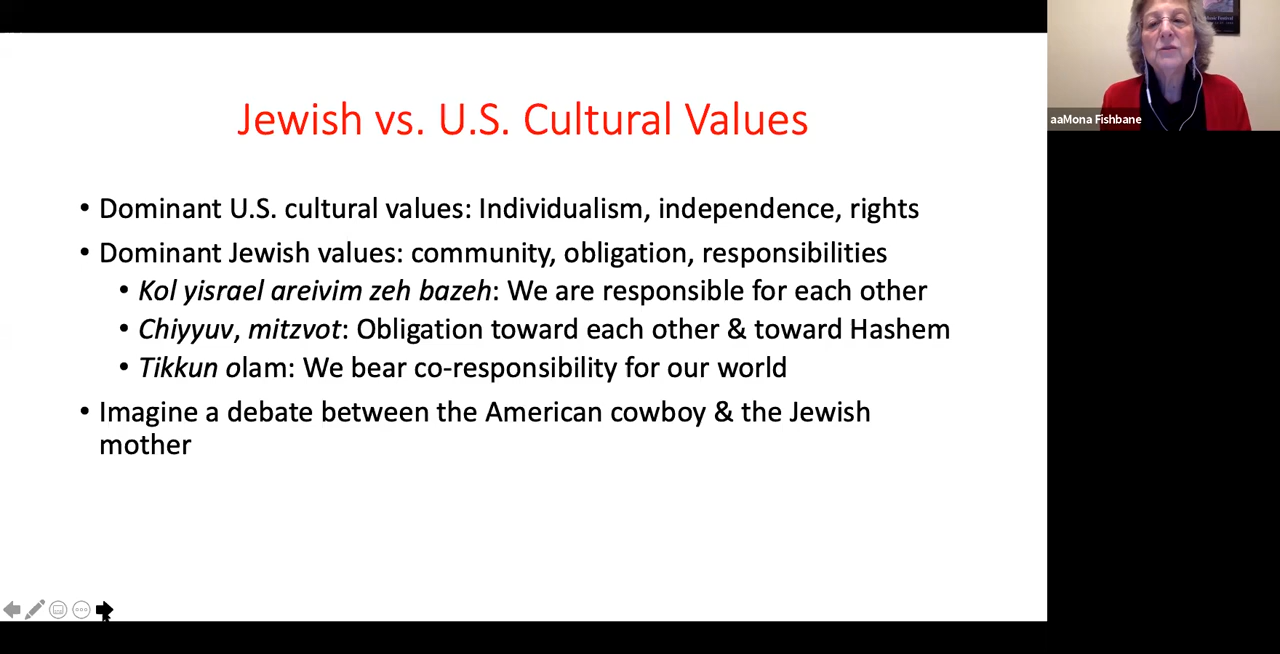 Jewish vs. U.S. Cultural Values
• Dominant U.S. cultural values: Individualism, independence, rights
• Dominant Jewish values: community, obligation, responsibilities
• Kol yisrael areivim zeh bazeh: We are responsible for each other
• Chiyyuv, mitzvot: Obligation toward each other & toward Hashem
• Tikkun olam: We bear co-responsibility for our world
• Imagine a debate between the American cowboy & the Jewish
mother
Festival
aaMona Fishbane